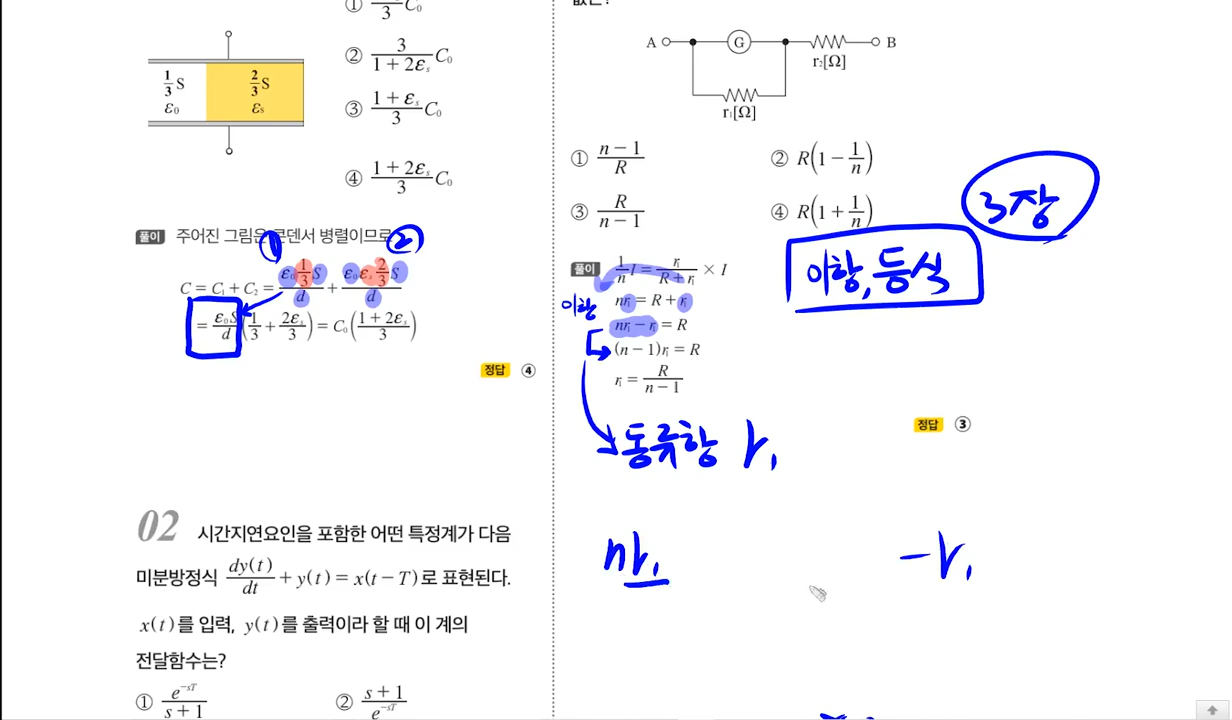 ① 3 C₀
② 3/(1+2εₛ) C₀
③ (1+εₛ)/3 C₀
④ (1+2εₛ)/3 C₀
1/3 S
ε₀
2/3 S
εₛ
풀이 주어진 그림은 콘덴서 병렬이므로
① ②
C = C₁ + C₂ = (ε₀ 1/3 S)/d + (ε₀εₛ 2/3 S)/d
= ε₀S/d (1/3 + 2εₛ/3) = C₀((1+2εₛ)/3)
정답 ④
02 시간지연요인을 포함한 어떤 특정계가 다음
미분방정식 dy(t)/dt + y(t) = x(t−T)로 표현된다.
x(t)를 입력, y(t)를 출력이라 할 때 이 계의
전달함수는?
① e⁻ˢᵀ/(s+1)
② (s+1)/e⁻ˢᵀ
A G B
r₂[Ω]
r₁[Ω]
① (n−1)/R
② R(1−1/n)
③ R/(n−1)
④ R(1+1/n)
3장
이항, 등식
풀이 1/n I = r₁/(R+r₁) × I
이항 nr₁ = R + r₁
nr₁ − r₁ = R
(n−1)r₁ = R
r₁ = R/(n−1)
정답 ③
동류항 r₁
nr₁ −r₁